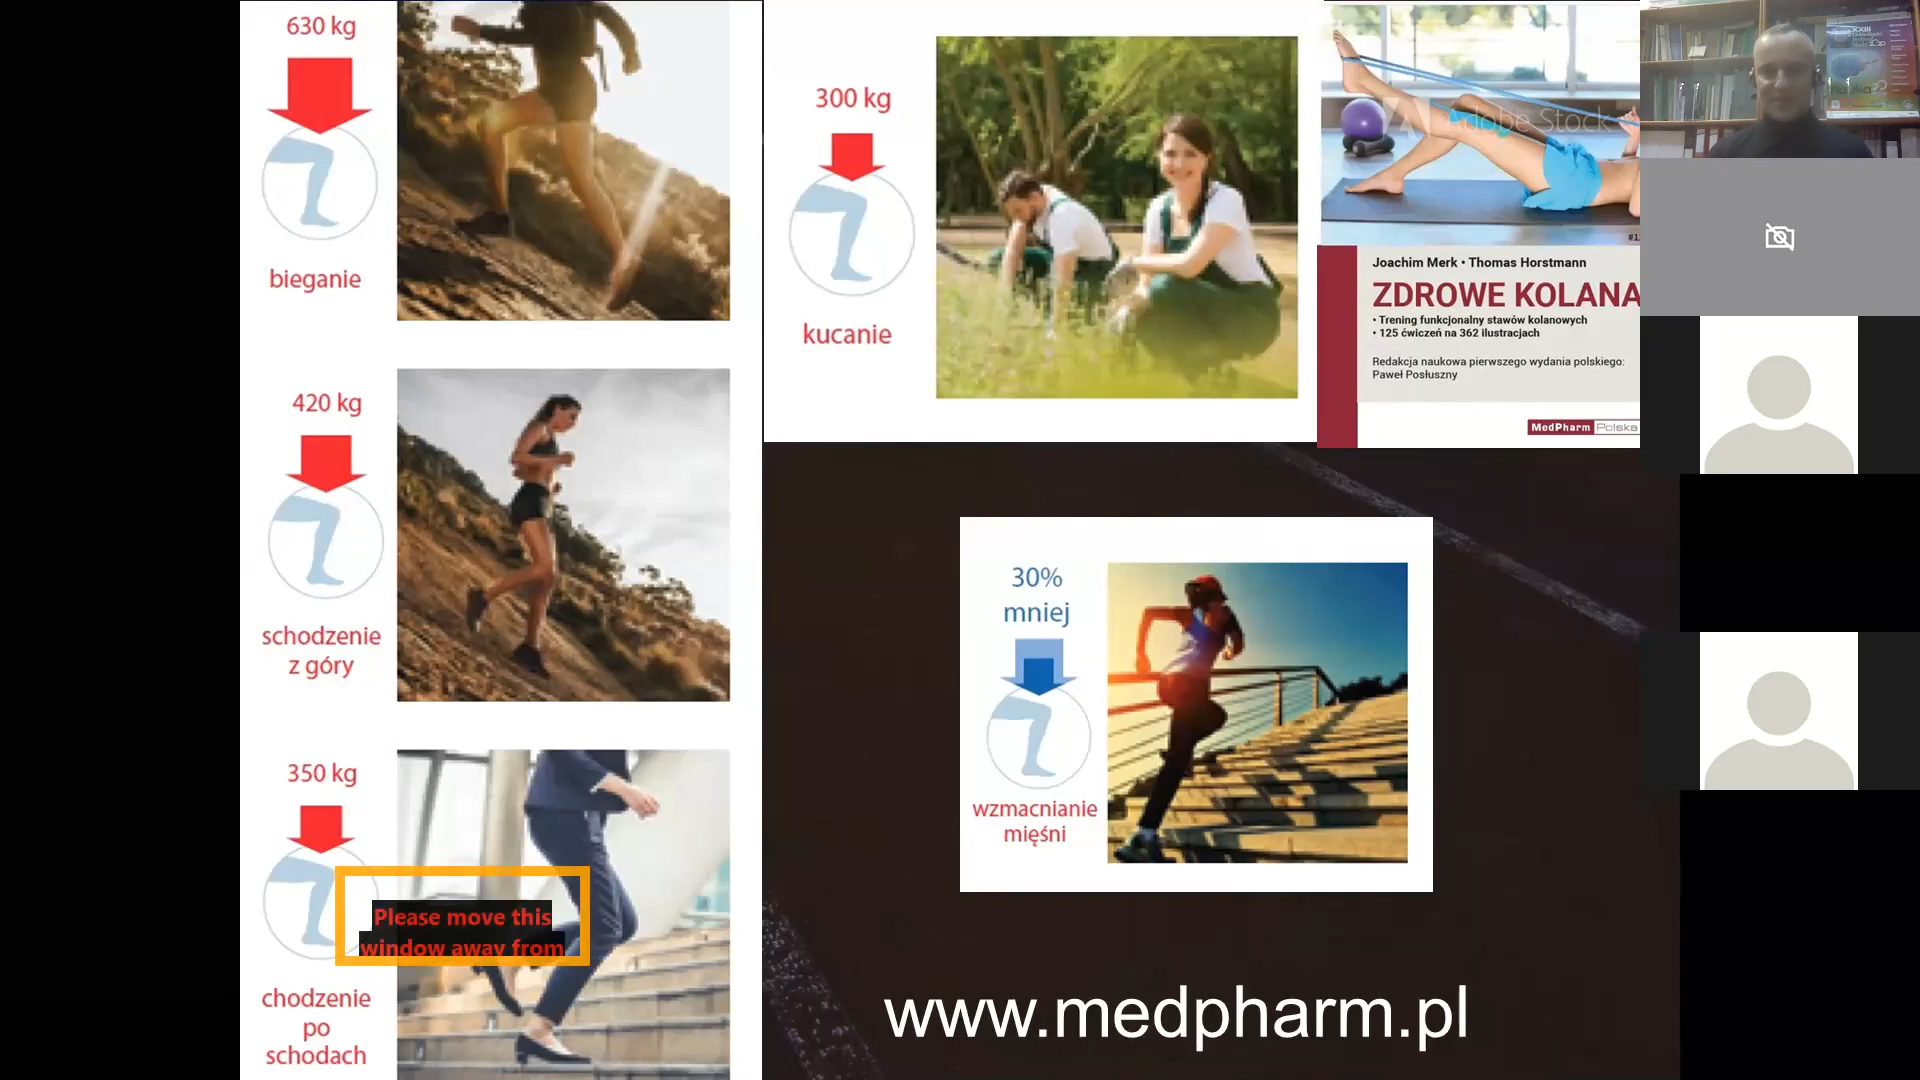 630 kg
bieganie
420 kg
schodzenie
z góry
350 kg
Please move this
window away from
chodzenie
po
schodach
300 kg
kucanie
Adobe Stock
Joachim Merk • Thomas Horstmann
ZDROWE KOLANA
• Trening funkcjonalny stawów kolanowych
• 125 ćwiczeń na 362 ilustracjach
Redakcja naukowa pierwszego wydania polskiego:
Paweł Posłuszny
MedPharm Polska
30%
mniej
wzmacnianie
mięśni
www.medpharm.pl
XXIII